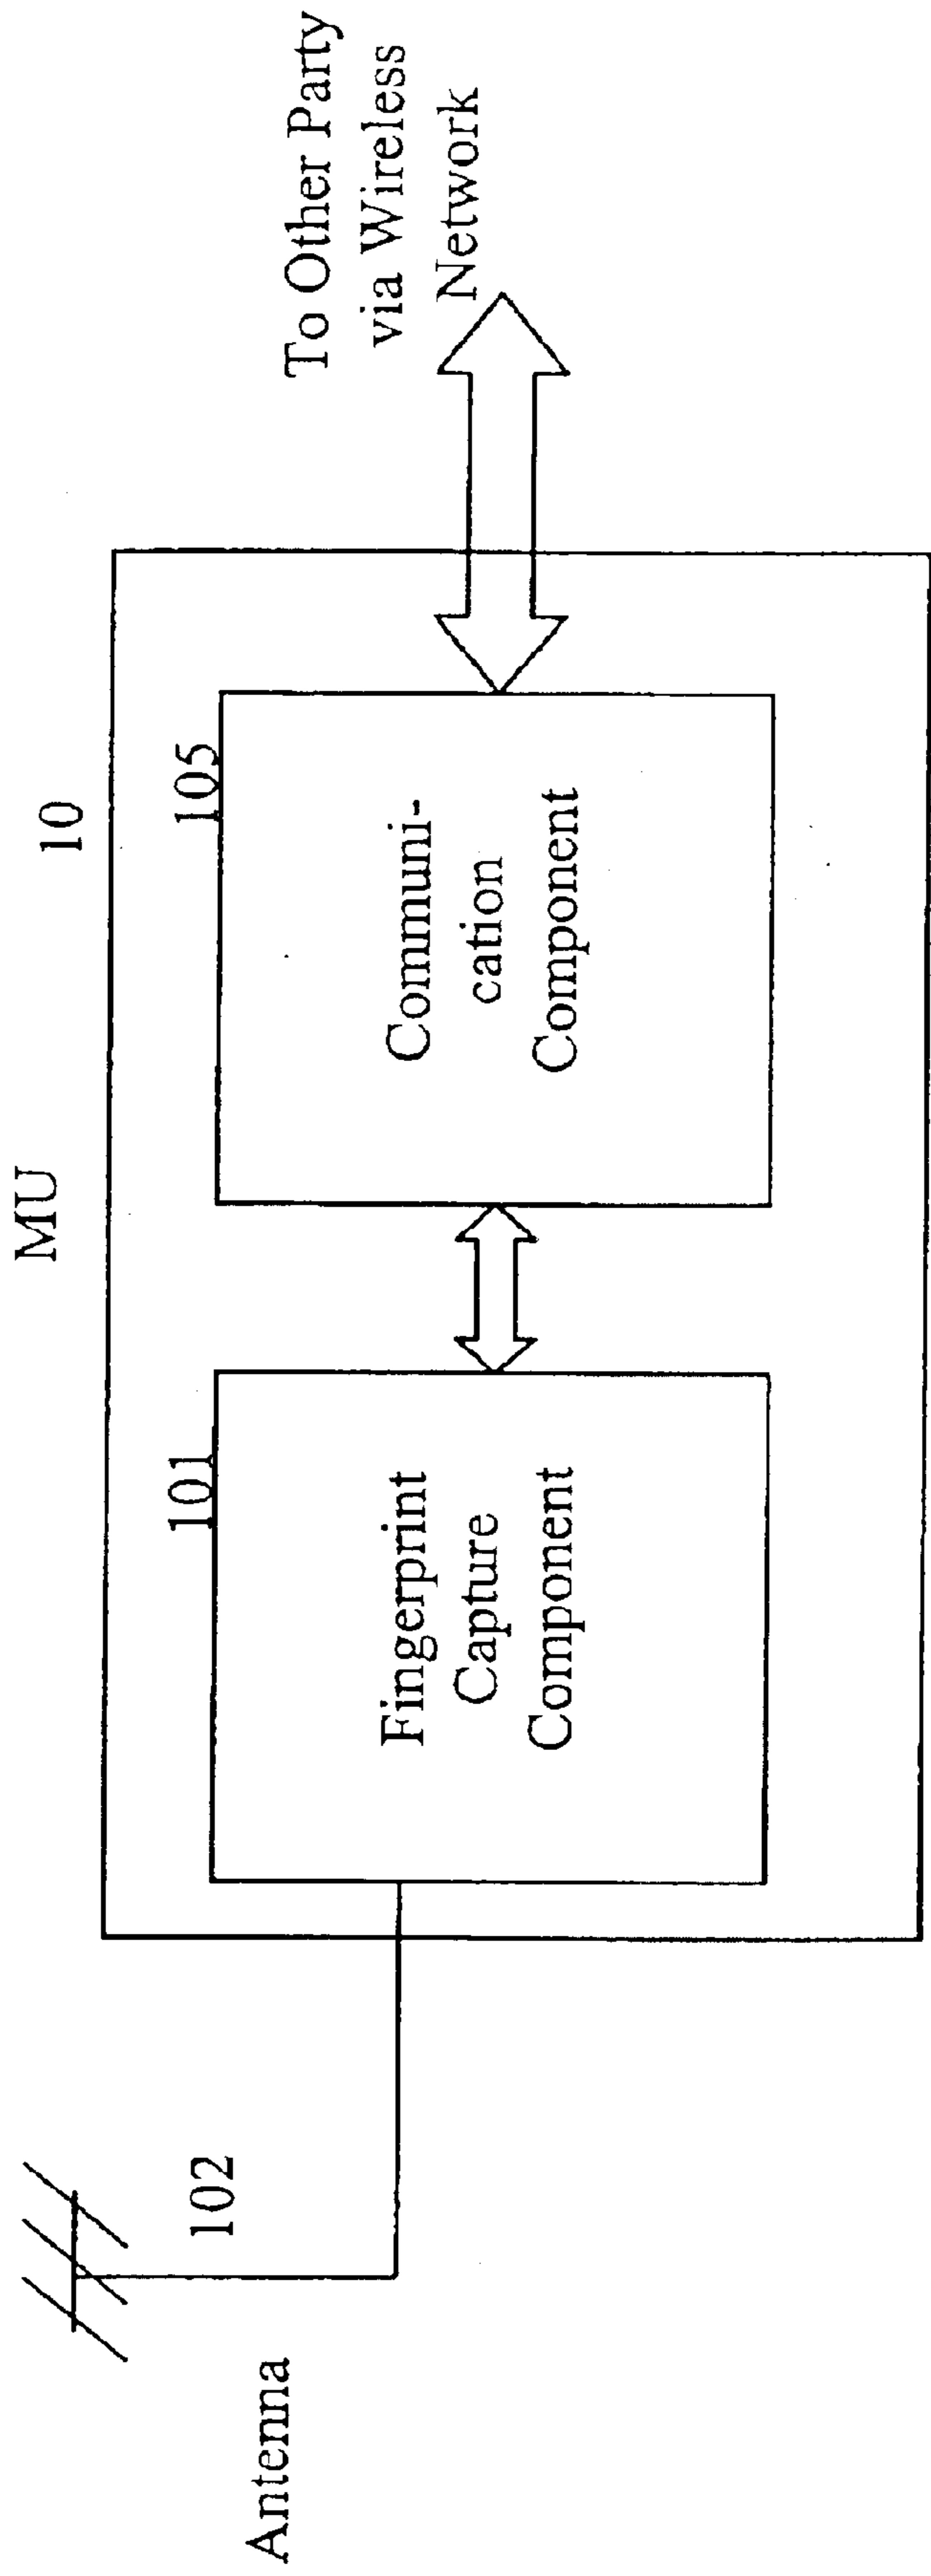 MU
10
To Other Party
via Wireless
Network
Antenna
102
101
Fingerprint
Capture
Component
105
Communi-
cation
Component